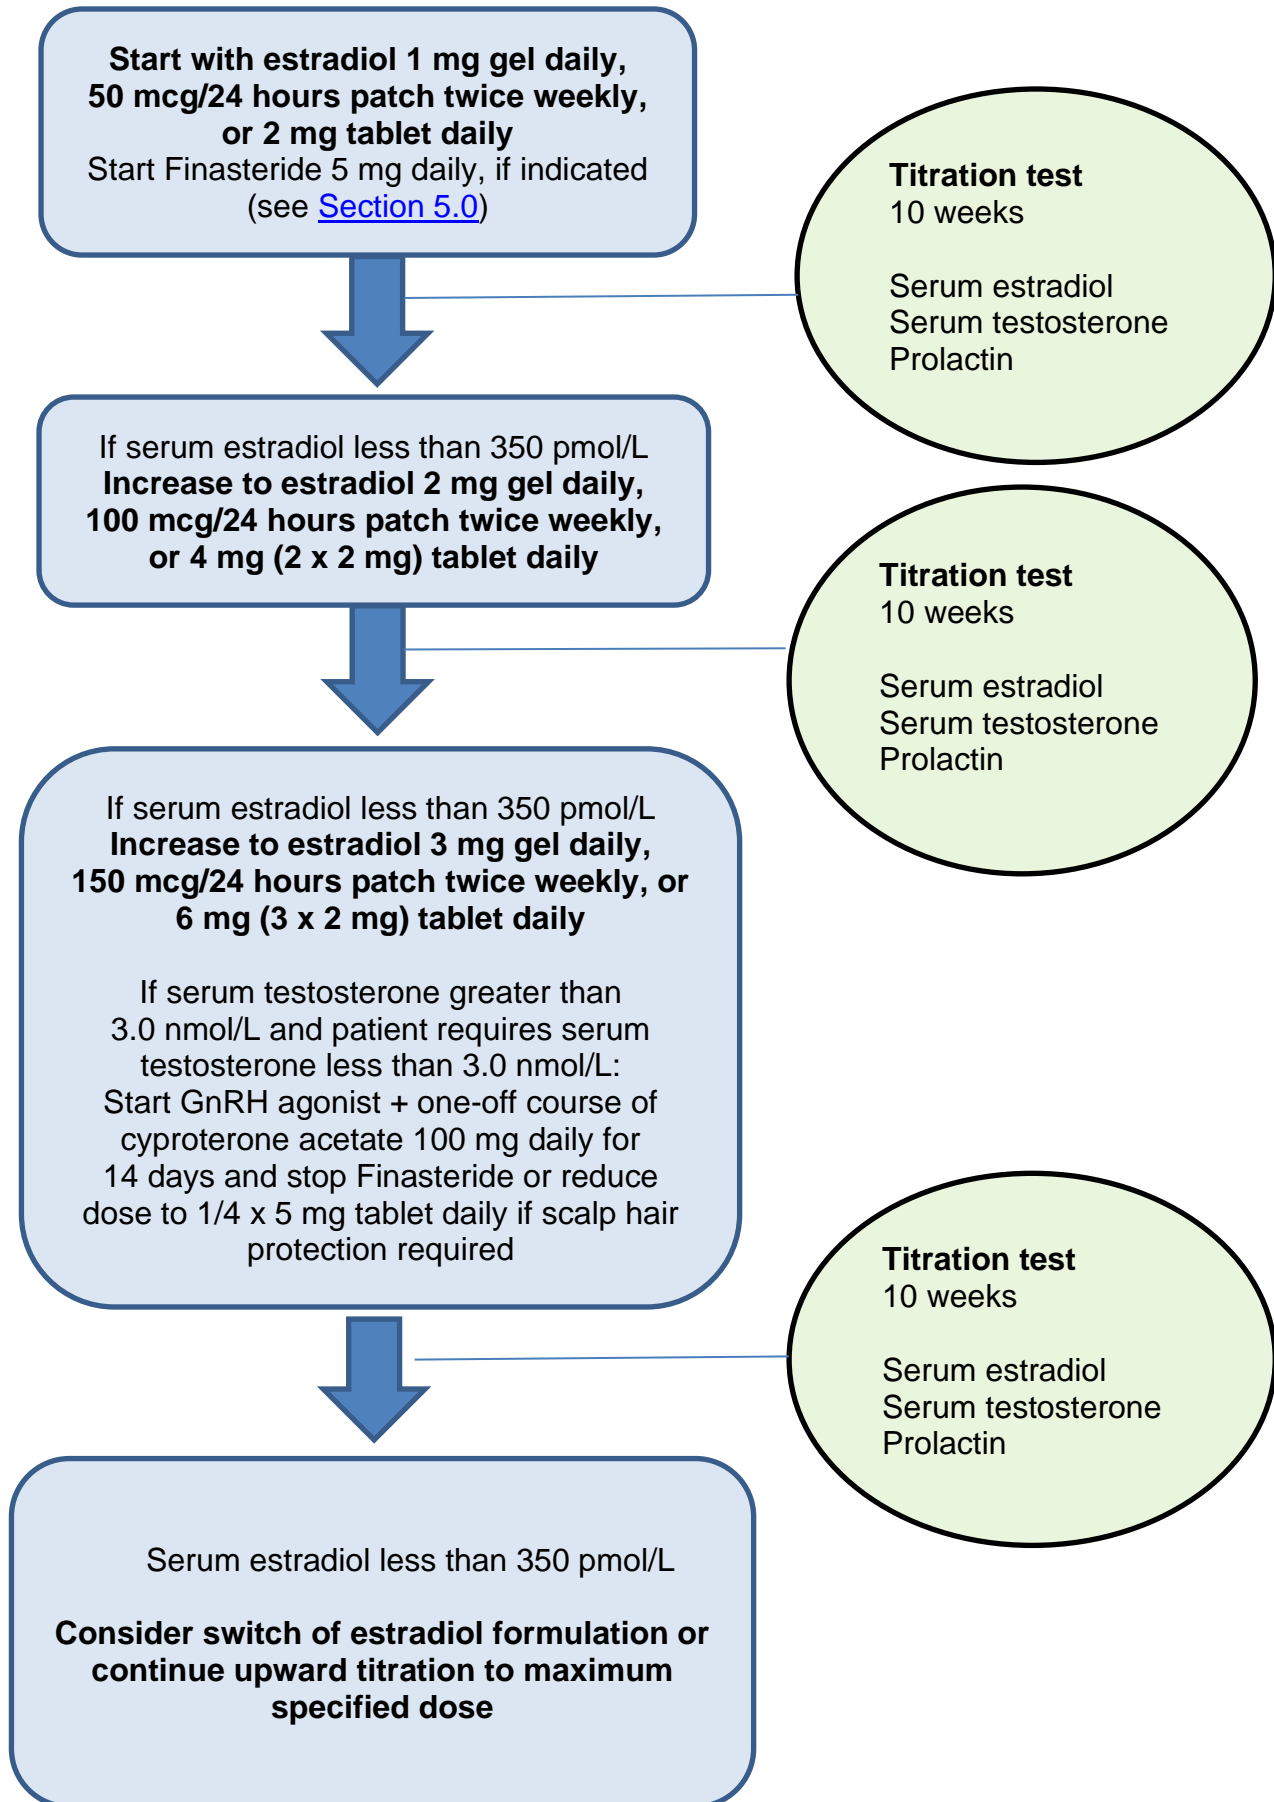 Start with estradiol 1 mg gel daily,
50 mcg/24 hours patch twice weekly,
or 2 mg tablet daily
Start Finasteride 5 mg daily, if indicated
(see Section 5.0)
Titration test
10 weeks
Serum estradiol
Serum testosterone
Prolactin
If serum estradiol less than 350 pmol/L
Increase to estradiol 2 mg gel daily,
100 mcg/24 hours patch twice weekly,
or 4 mg (2 x 2 mg) tablet daily
Titration test
10 weeks
Serum estradiol
Serum testosterone
Prolactin
If serum estradiol less than 350 pmol/L
Increase to estradiol 3 mg gel daily,
150 mcg/24 hours patch twice weekly, or
6 mg (3 x 2 mg) tablet daily
If serum testosterone greater than
3.0 nmol/L and patient requires serum
testosterone less than 3.0 nmol/L:
Start GnRH agonist + one-off course of
cyproterone acetate 100 mg daily for
14 days and stop Finasteride or reduce
dose to 1/4 x 5 mg tablet daily if scalp hair
protection required
Titration test
10 weeks
Serum estradiol
Serum testosterone
Prolactin
Serum estradiol less than 350 pmol/L
Consider switch of estradiol formulation or
continue upward titration to maximum
specified dose